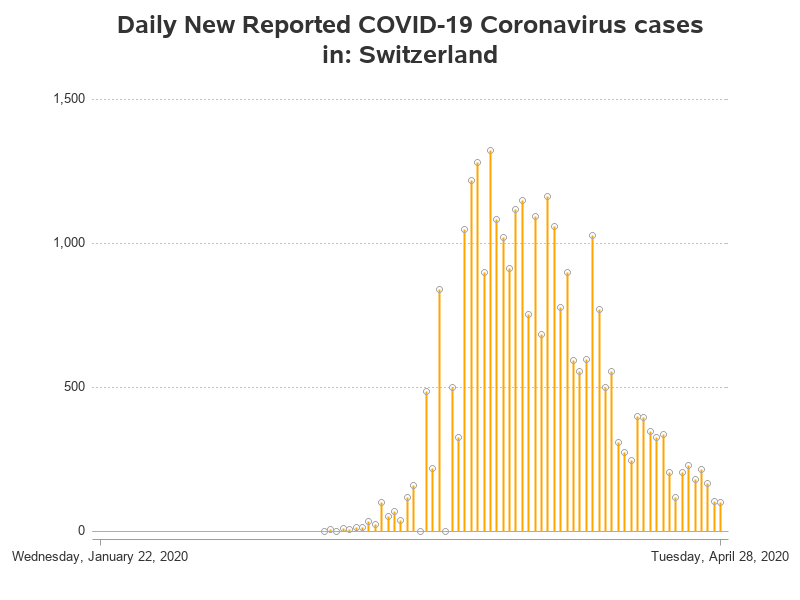 Daily New Reported COVID-19 Coronavirus cases
in: Switzerland
1,500
1,000
500
0
Wednesday, January 22, 2020
Tuesday, April 28, 2020